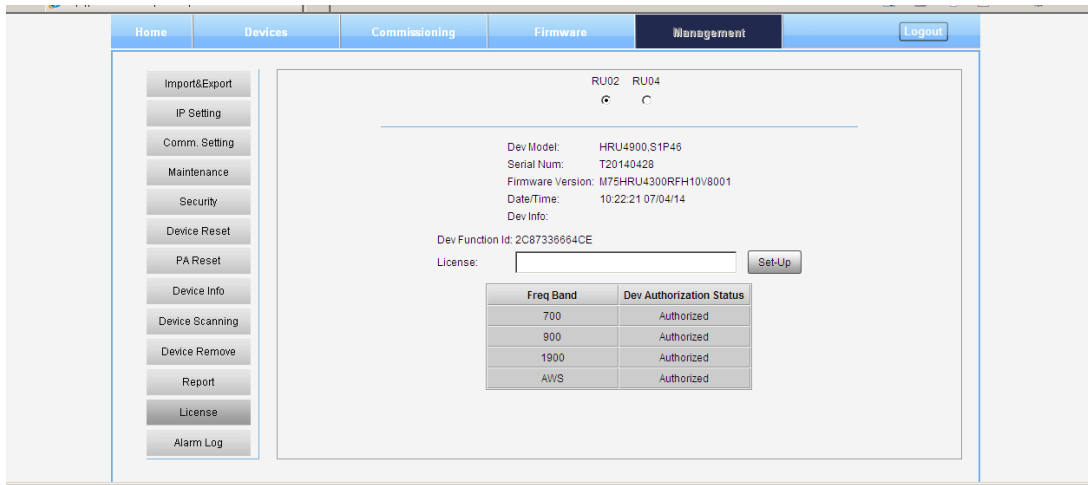 Home Devices Commissioning Firmware Management Logout
Import&Export
IP Setting
Comm. Setting
Maintenance
Security
Device Reset
PA Reset
Device Info
Device Scanning
Device Remove
Report
License
Alarm Log
RU02 RU04
Dev Model: HRU4900,S1P46
Serial Num: T20140428
Firmware Version: M75HRU4300RFH10V8001
Date/Time: 10:22:21 07/04/14
Dev Info:
Dev Function Id: 2C87336664CE
License: Set-Up
Freq Band Dev Authorization Status
700 Authorized
900 Authorized
1900 Authorized
AWS Authorized